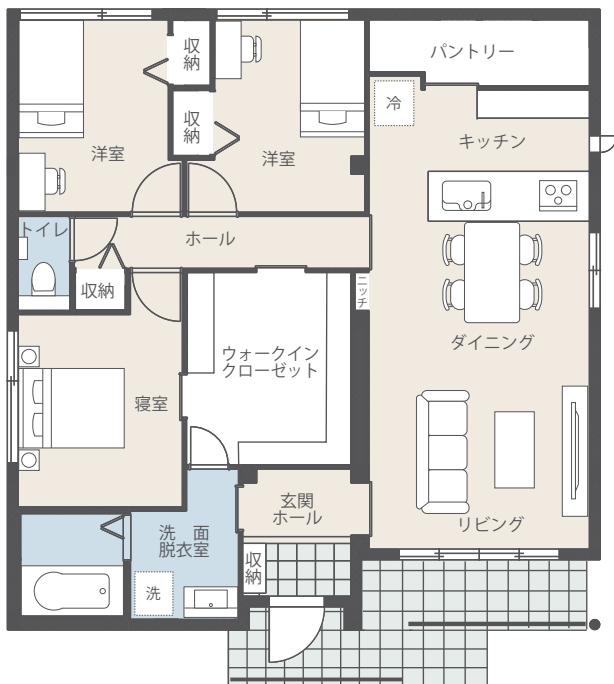 パントリー
収納
冷
収納
キッチン
洋室
洋室
トイレ
ホール
収納
ニッチ
ウォークイン
クローゼット
ダイニング
寝室
玄関
ホール
リビング
洗 面
脱衣室
収納
洗